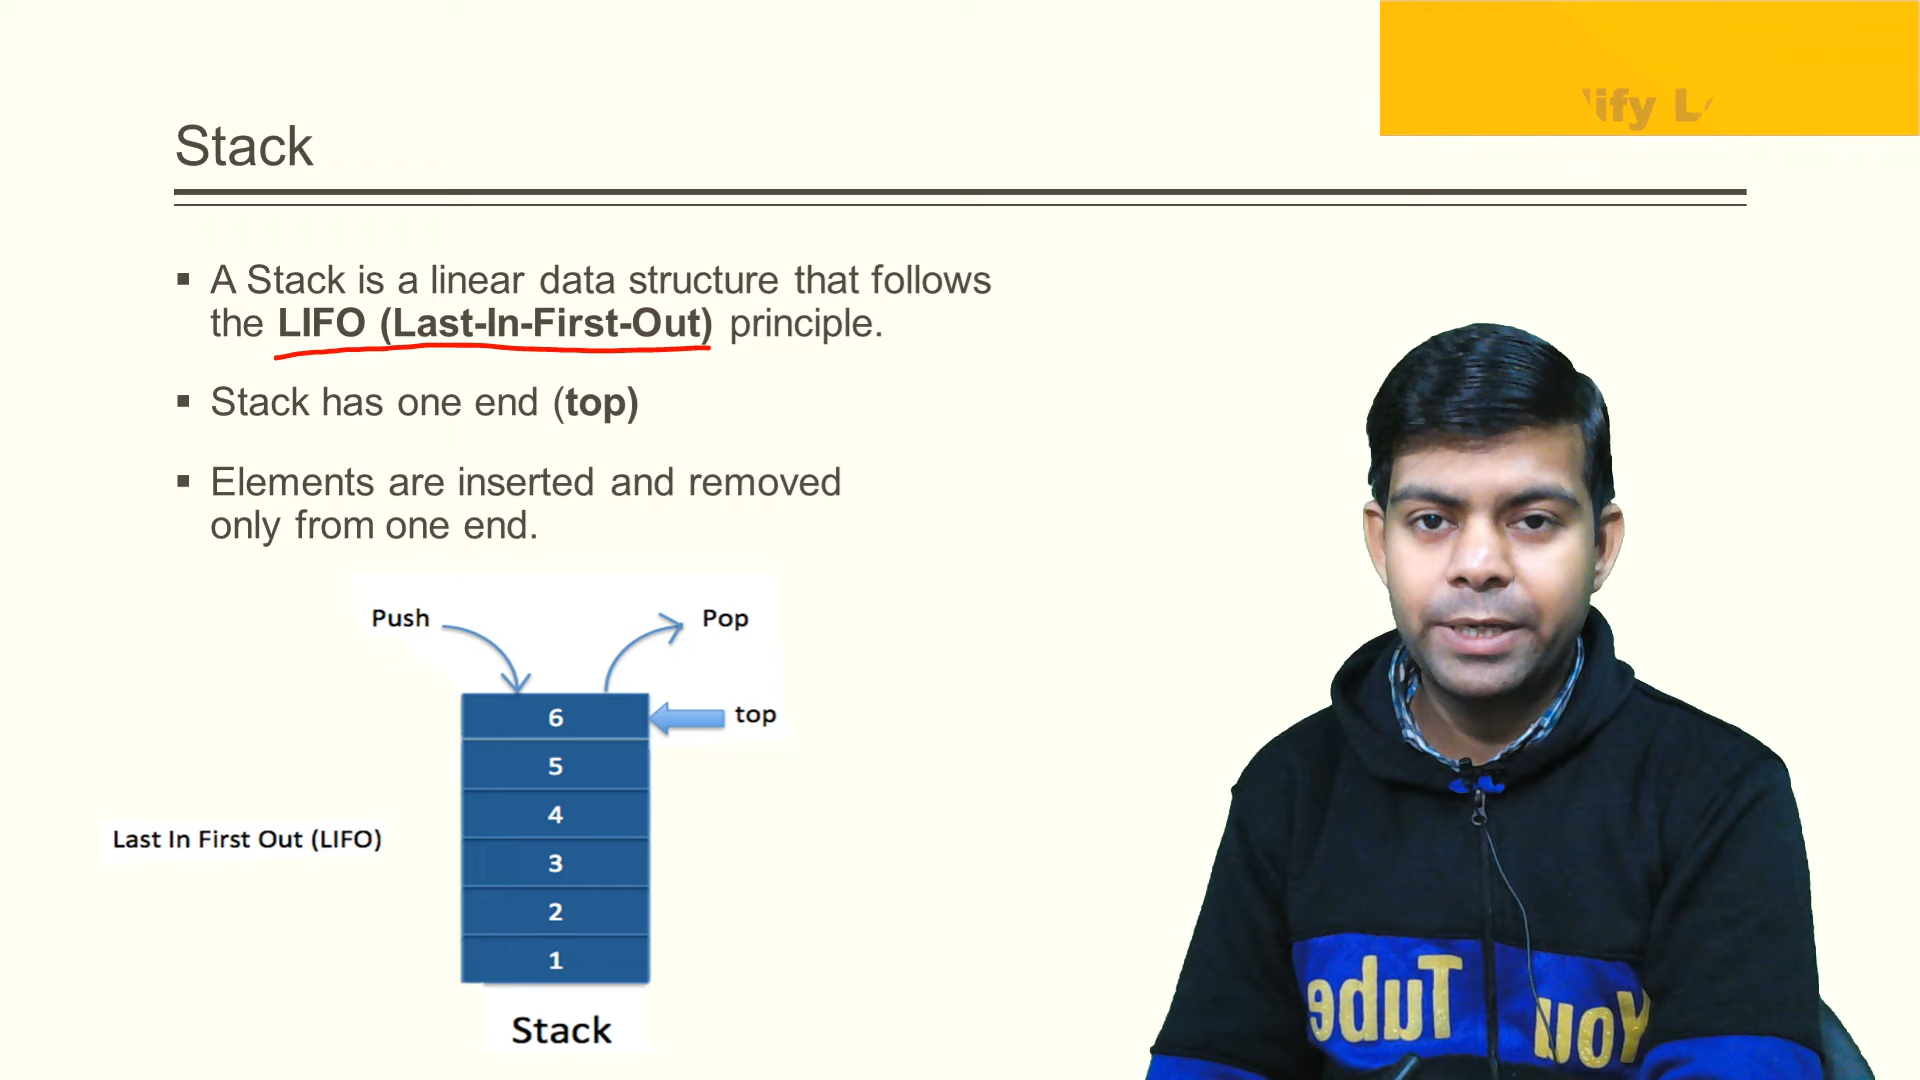 Stack
▪ A Stack is a linear data structure that follows
the LIFO (Last-In-First-Out) principle.
▪ Stack has one end (top)
▪ Elements are inserted and removed
only from one end.
Push
Pop
6
top
5
4
Last In First Out (LIFO)
3
2
1
Stack
YouTube